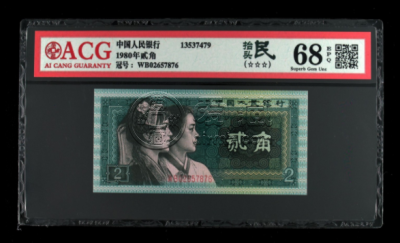 ACG
AI CANG GUARANTY
中国人民银行 13537479
1980年贰角
冠号：WB02657876
抬头 民
(☆☆☆)
68 EPQ
Superb Gem Unc
中国人民银行
贰角
2 2